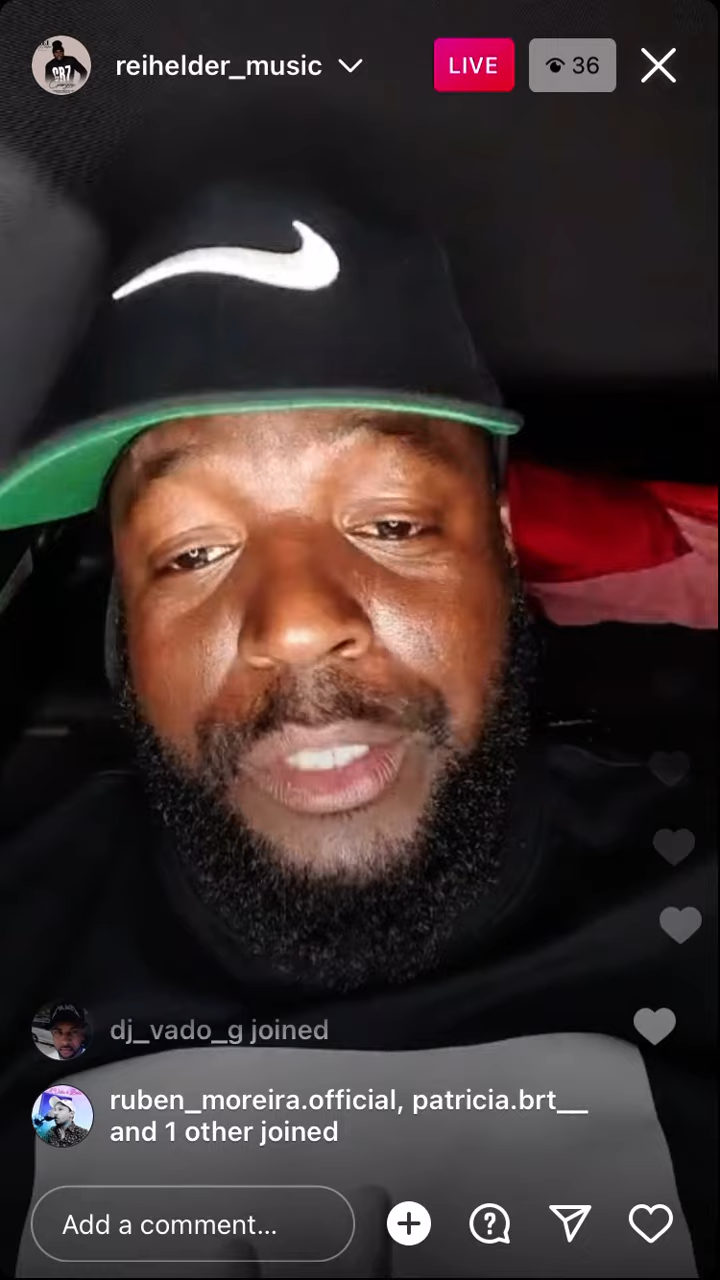 reihelder_music
LIVE
36
dj_vado_g joined
ruben_moreira.official, patricia.brt__
and 1 other joined
Add a comment...